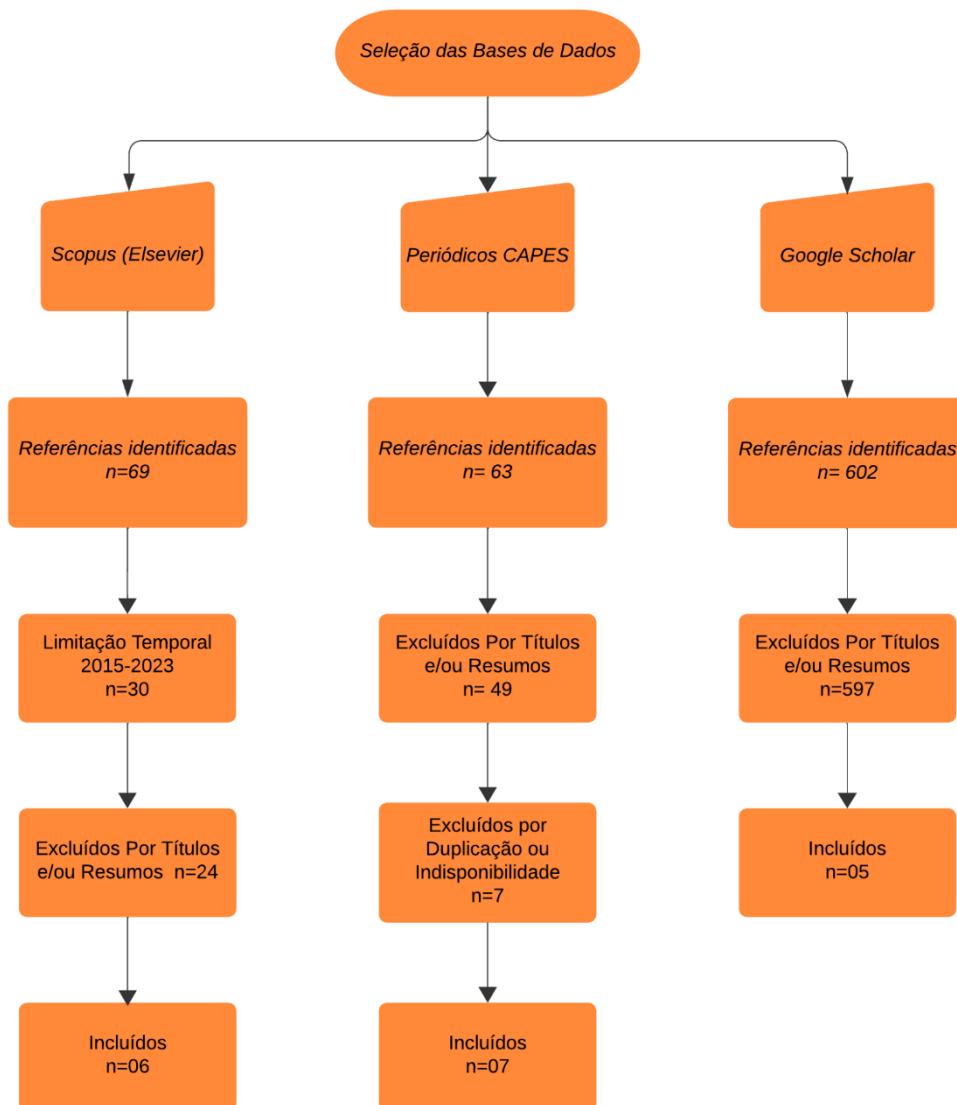 Seleção das Bases de Dados
Scopus (Elsevier)
Periódicos CAPES
Google Scholar
Referências identificadas
n=69
Referências identificadas
n= 63
Referências identificadas
n= 602
Limitação Temporal
2015-2023
n=30
Excluídos Por Títulos
e/ou Resumos
n= 49
Excluídos Por Títulos
e/ou Resumos
n=597
Excluídos Por Títulos
e/ou Resumos n=24
Excluídos por
Duplicação ou
Indisponibilidade
n=7
Incluídos
n=05
Incluídos
n=06
Incluídos
n=07